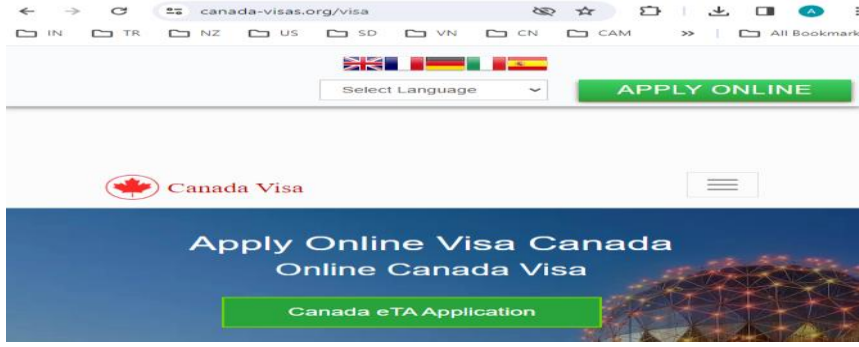 canada-visas.org/visa
IN TR NZ US SD VN CN CAM » All Bookmark
Select Language
APPLY ONLINE
Canada Visa
Apply Online Visa Canada
Online Canada Visa
Canada eTA Application